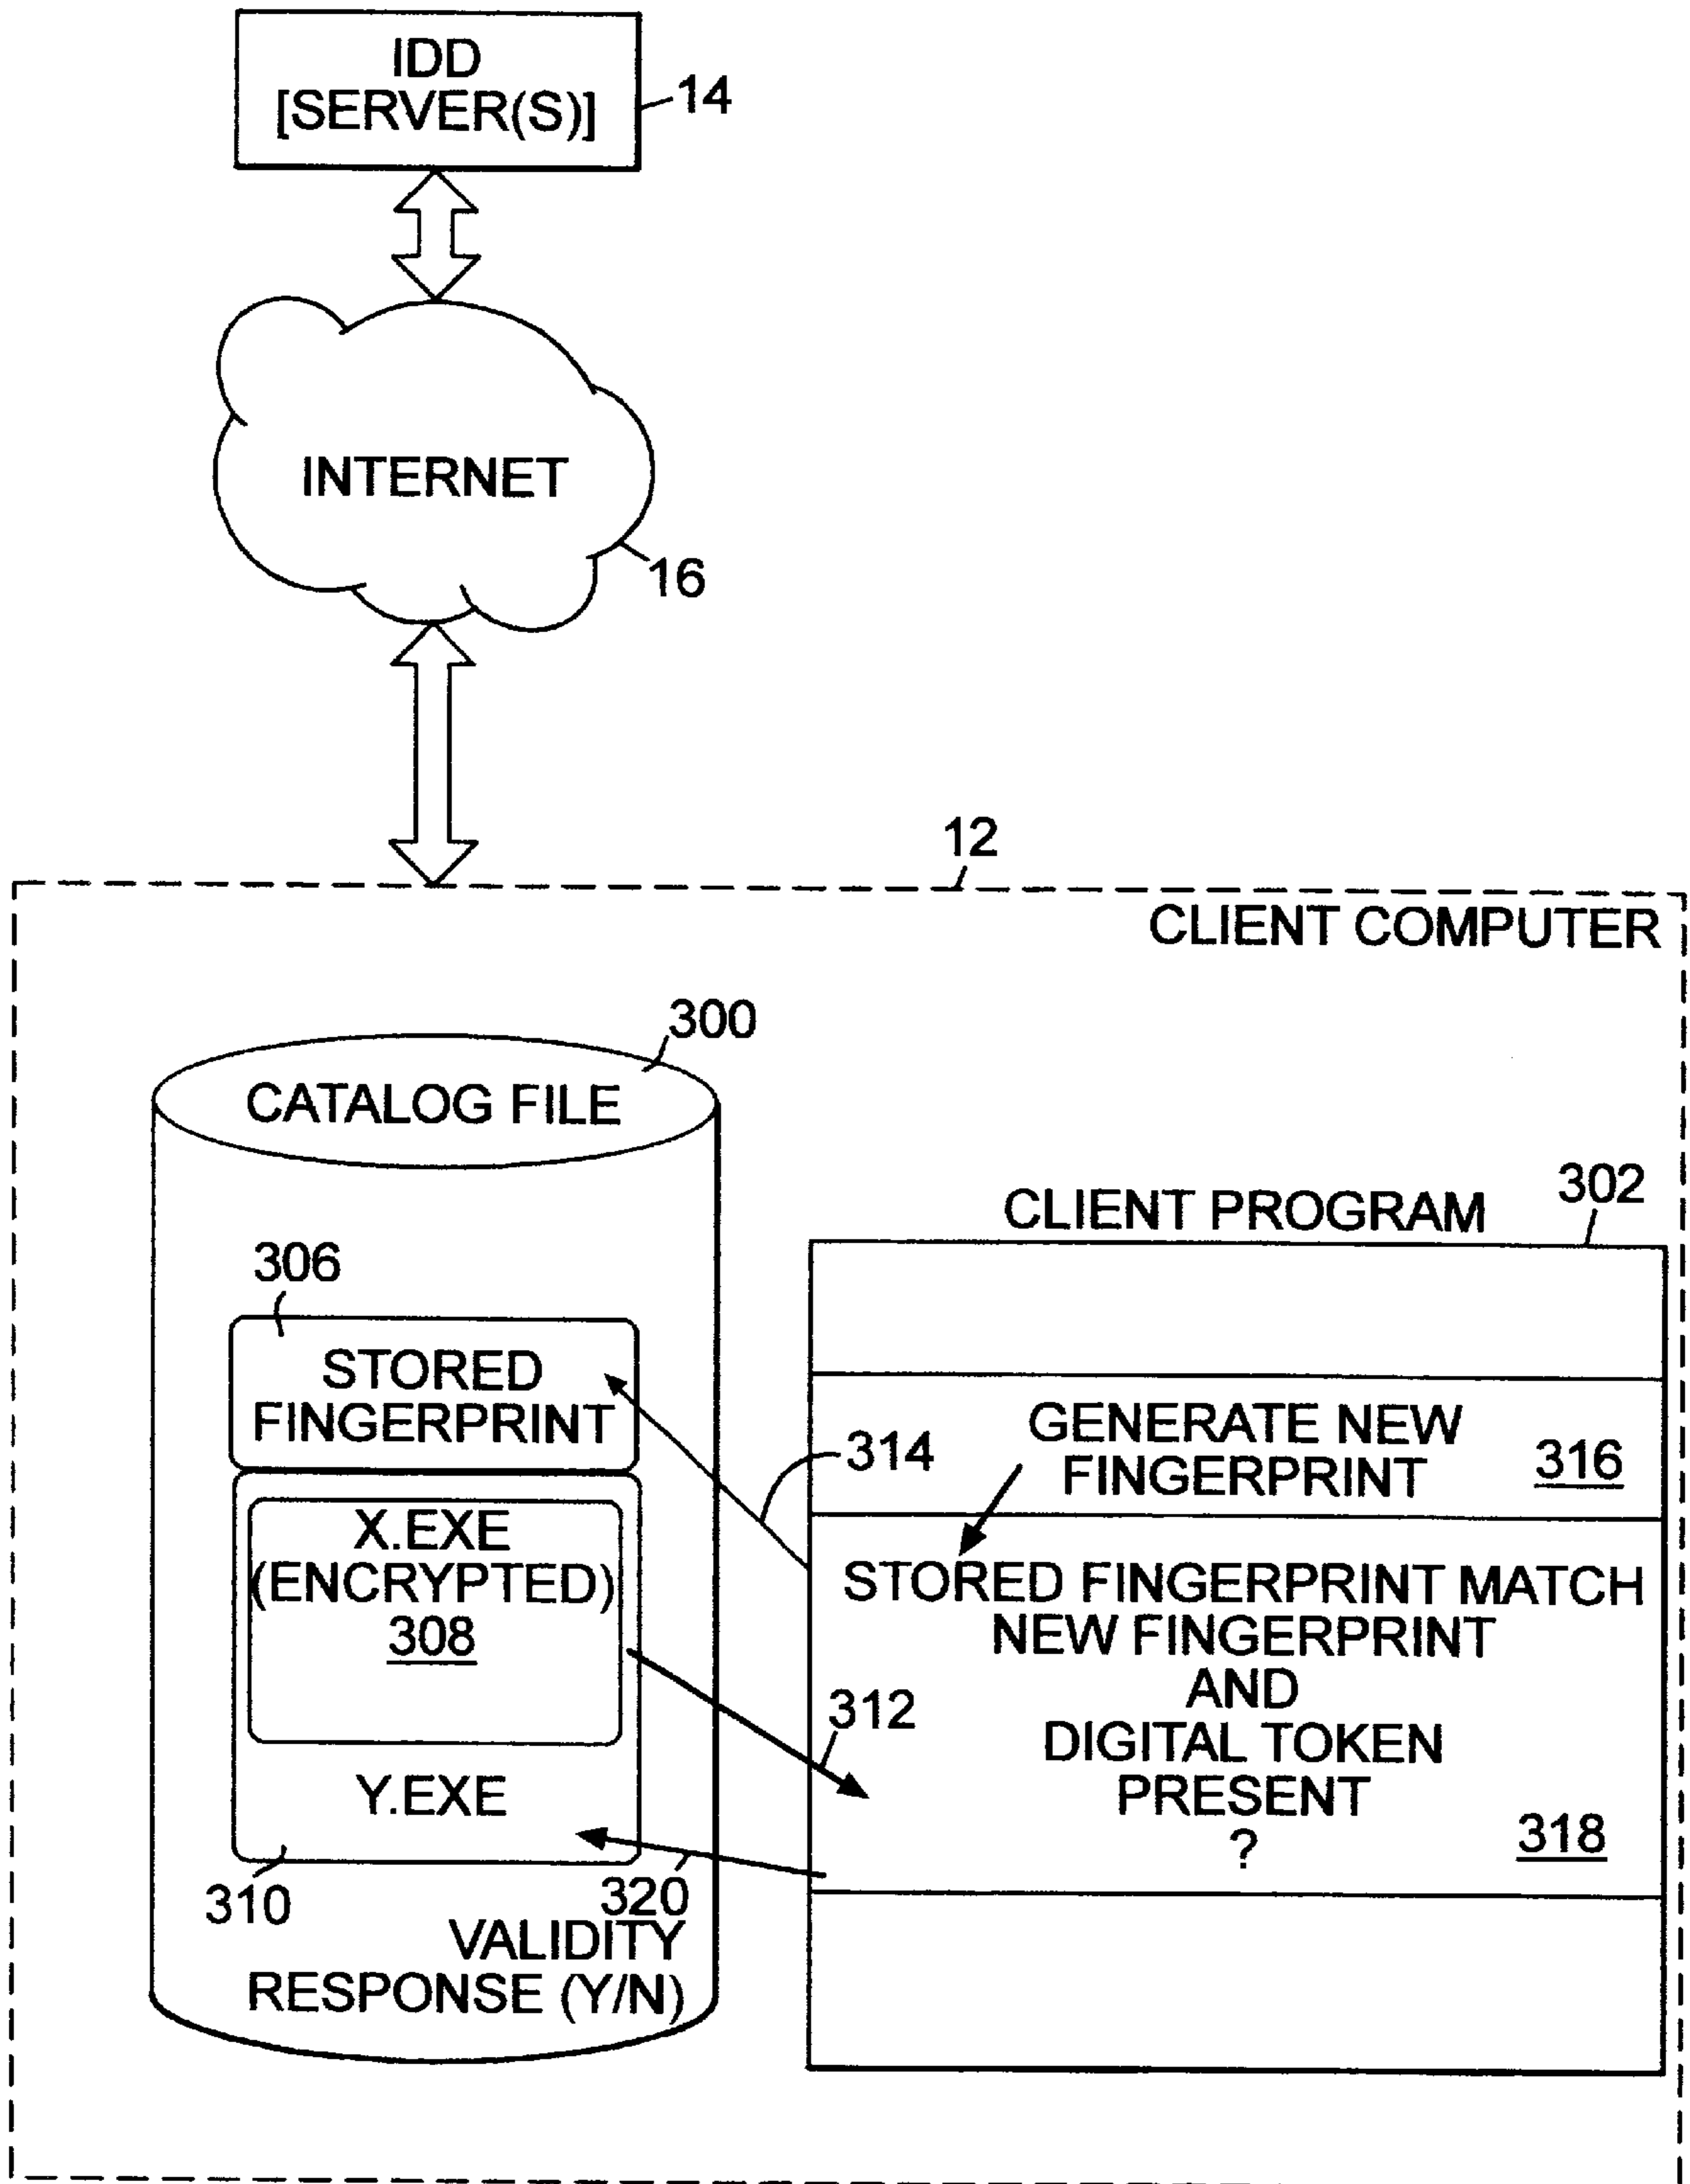 IDD
[SERVER(S)]
14
INTERNET
16
12
CLIENT COMPUTER
300
CATALOG FILE
302
CLIENT PROGRAM
306
STORED
FINGERPRINT
GENERATE NEW
FINGERPRINT
316
314
X.EXE
(ENCRYPTED)
308
STORED FINGERPRINT MATCH
NEW FINGERPRINT
AND
DIGITAL TOKEN
PRESENT
?
318
312
Y.EXE
310
320
VALIDITY
RESPONSE (Y/N)